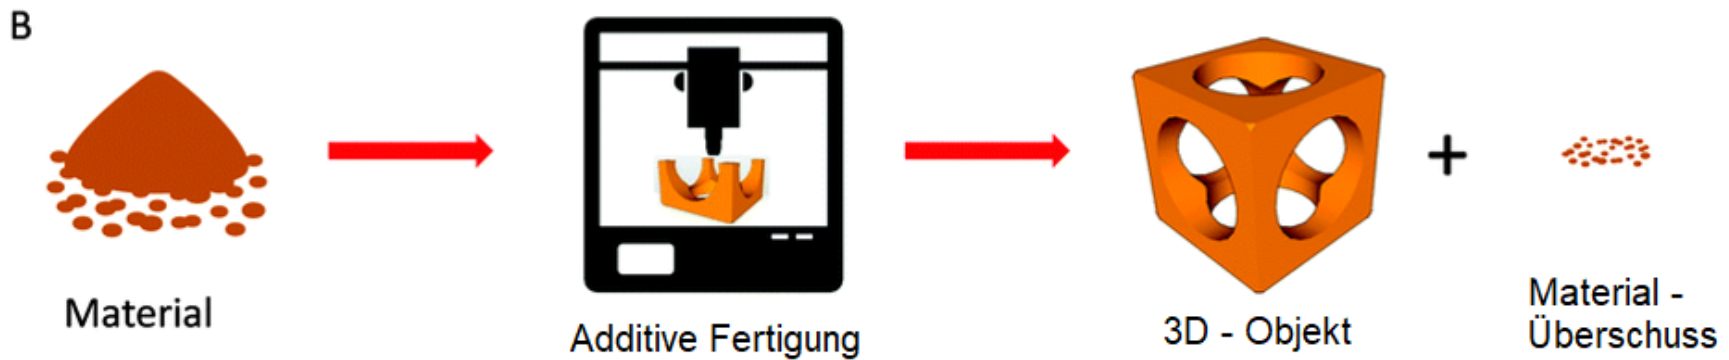 B
Material
Additive Fertigung
3D - Objekt
Material -
Überschuss